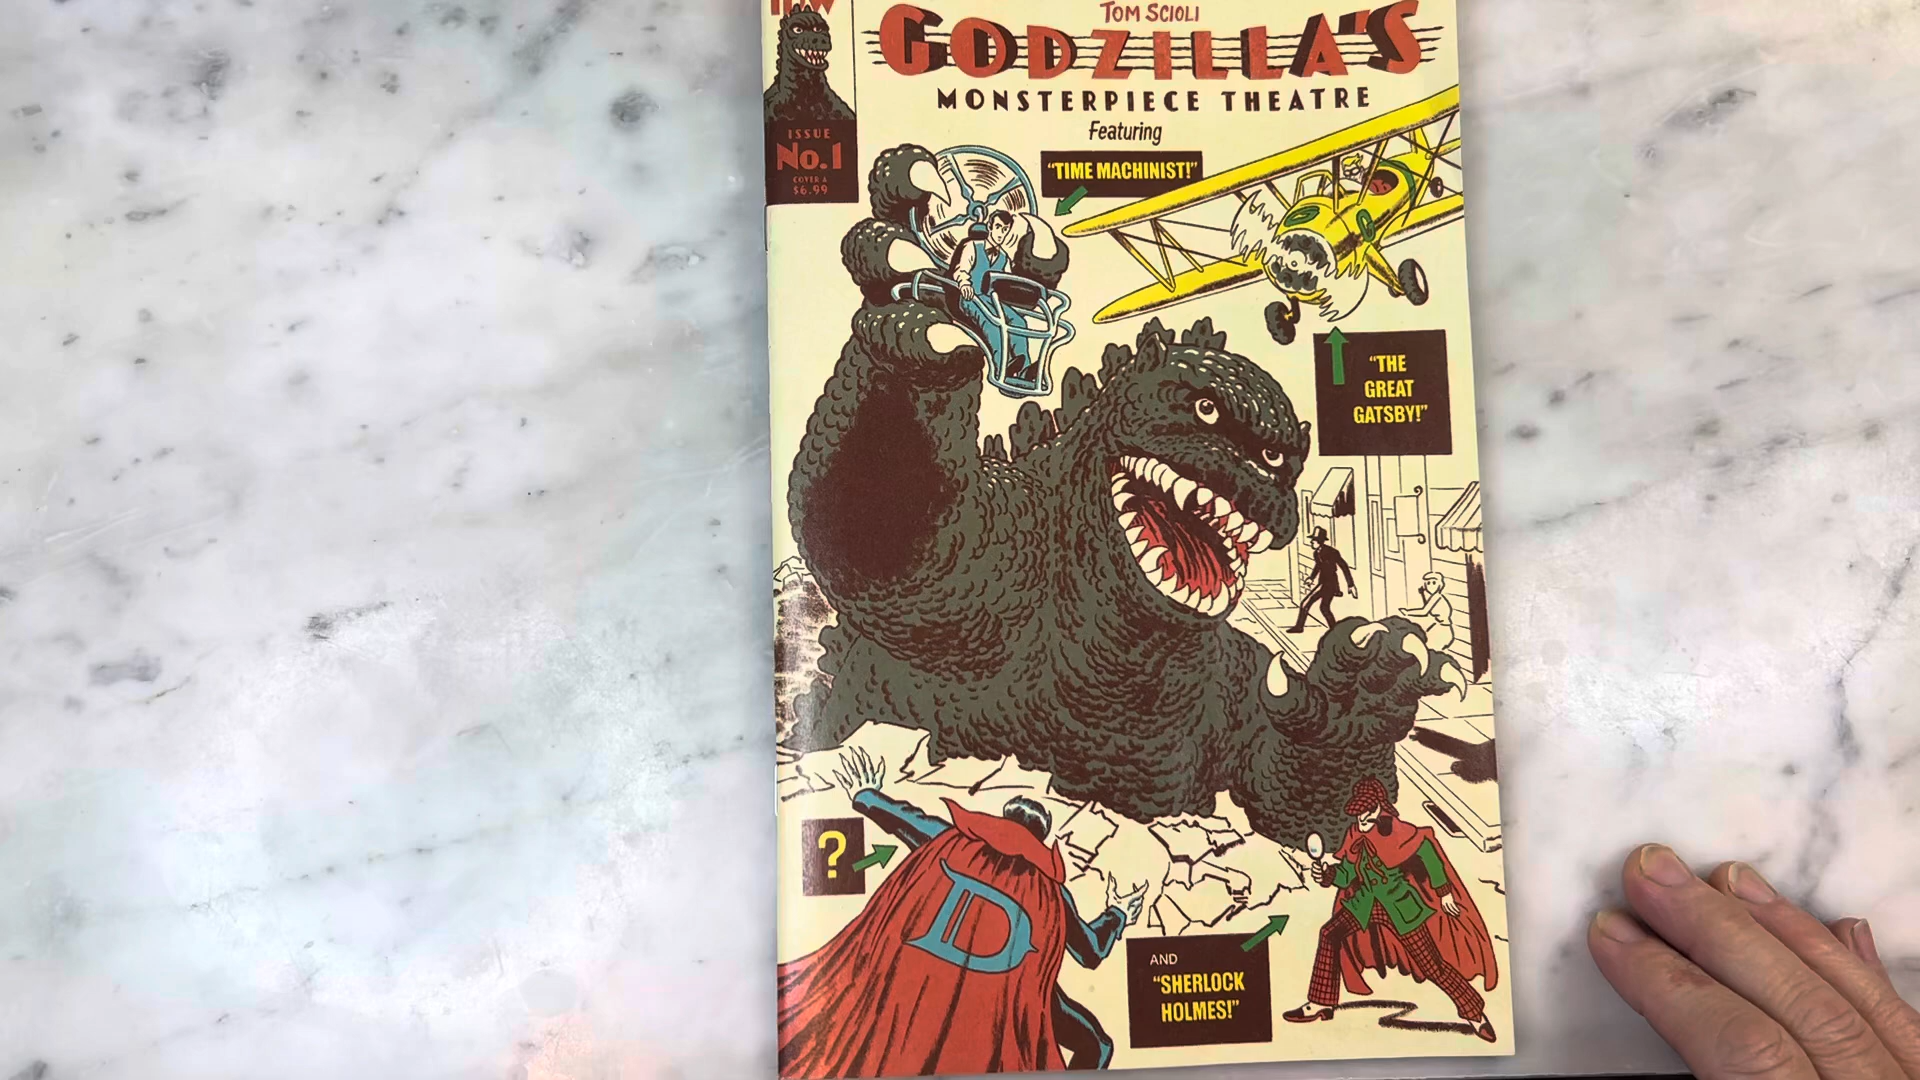 IDW
TOM SCIOLI
GODZILLA'S
MONSTERPIECE THEATRE
Featuring
ISSUE
No.1
COVER A
$6.99
"TIME MACHINIST!"
"THE
GREAT
GATSBY!"
?
D
AND
"SHERLOCK
HOLMES!"